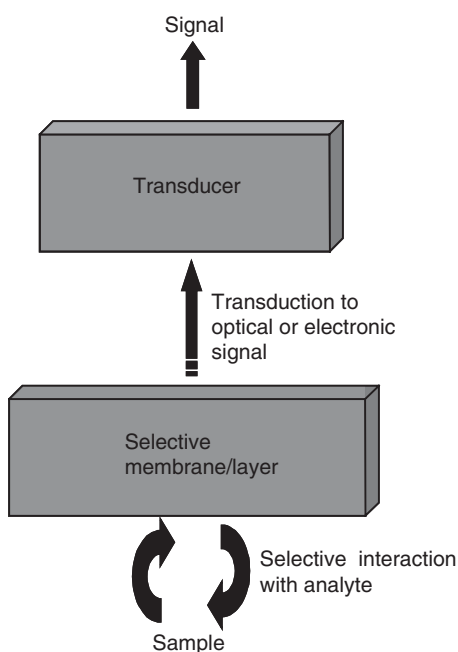 Signal
Transducer
Transduction to
optical or electronic
signal
Selective
membrane/layer
Selective interaction
with analyte
Sample